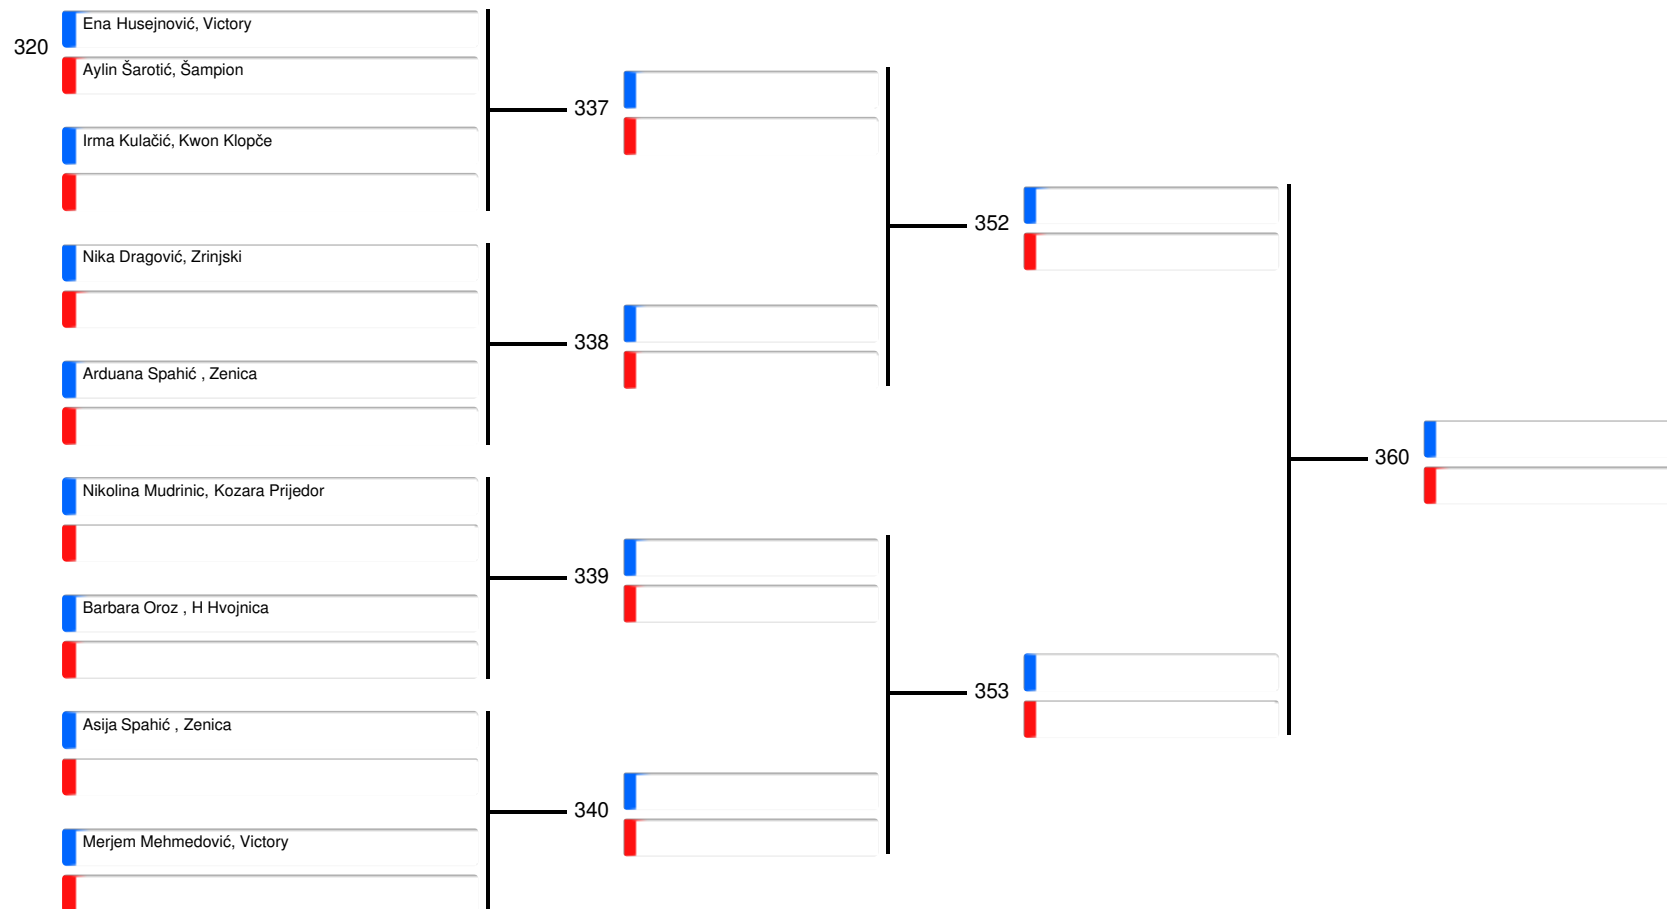 Ena Husejnović, Victory
320
Aylin Šarotić, Šampion
337
Irma Kulačić, Kwon Klopče
352
Nika Dragović, Zrinjski
338
Arduana Spahić , Zenica
360
Nikolina Mudrinic, Kozara Prijedor
339
Barbara Oroz , H Hvojnica
353
Asija Spahić , Zenica
340
Merjem Mehmedović, Victory